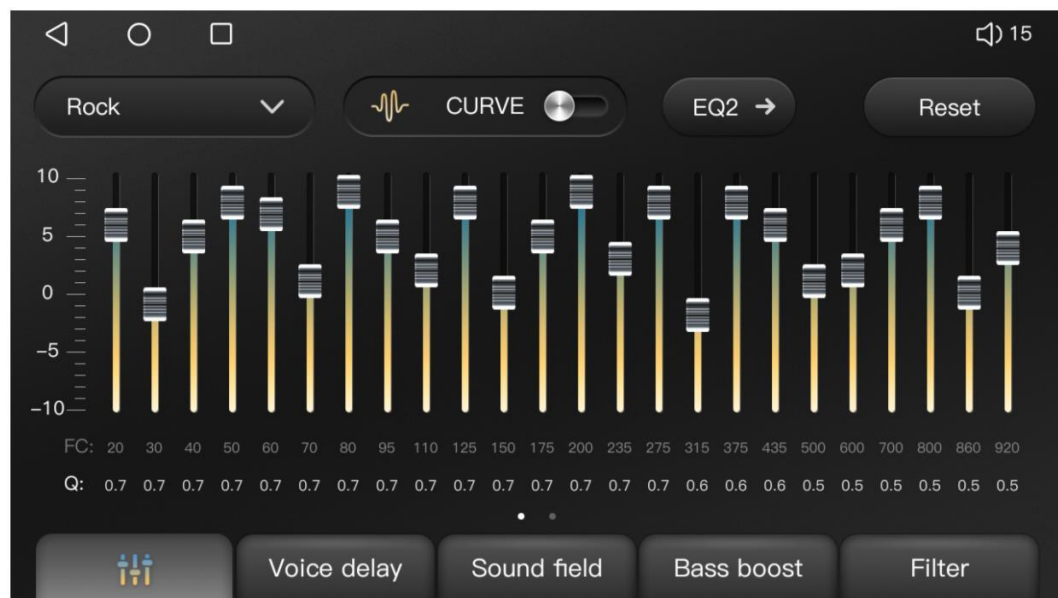 15
Rock CURVE EQ2 → Reset
10
5
0
−5
−10
FC: 20 30 40 50 60 70 80 95 110 125 150 175 200 235 275 315 375 435 500 600 700 800 860 920
Q: 0.7 0.7 0.7 0.7 0.7 0.7 0.7 0.7 0.7 0.7 0.7 0.7 0.7 0.7 0.7 0.6 0.6 0.6 0.5 0.5 0.5 0.5 0.5 0.5
Voice delay Sound field Bass boost Filter